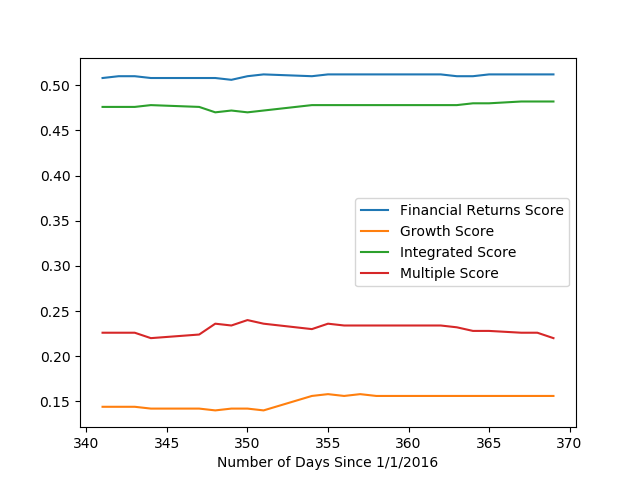 0.50
0.45
0.40
0.35
0.30
0.25
0.20
0.15
Financial Returns Score
Growth Score
Integrated Score
Multiple Score
340 345 350 355 360 365 370
Number of Days Since 1/1/2016